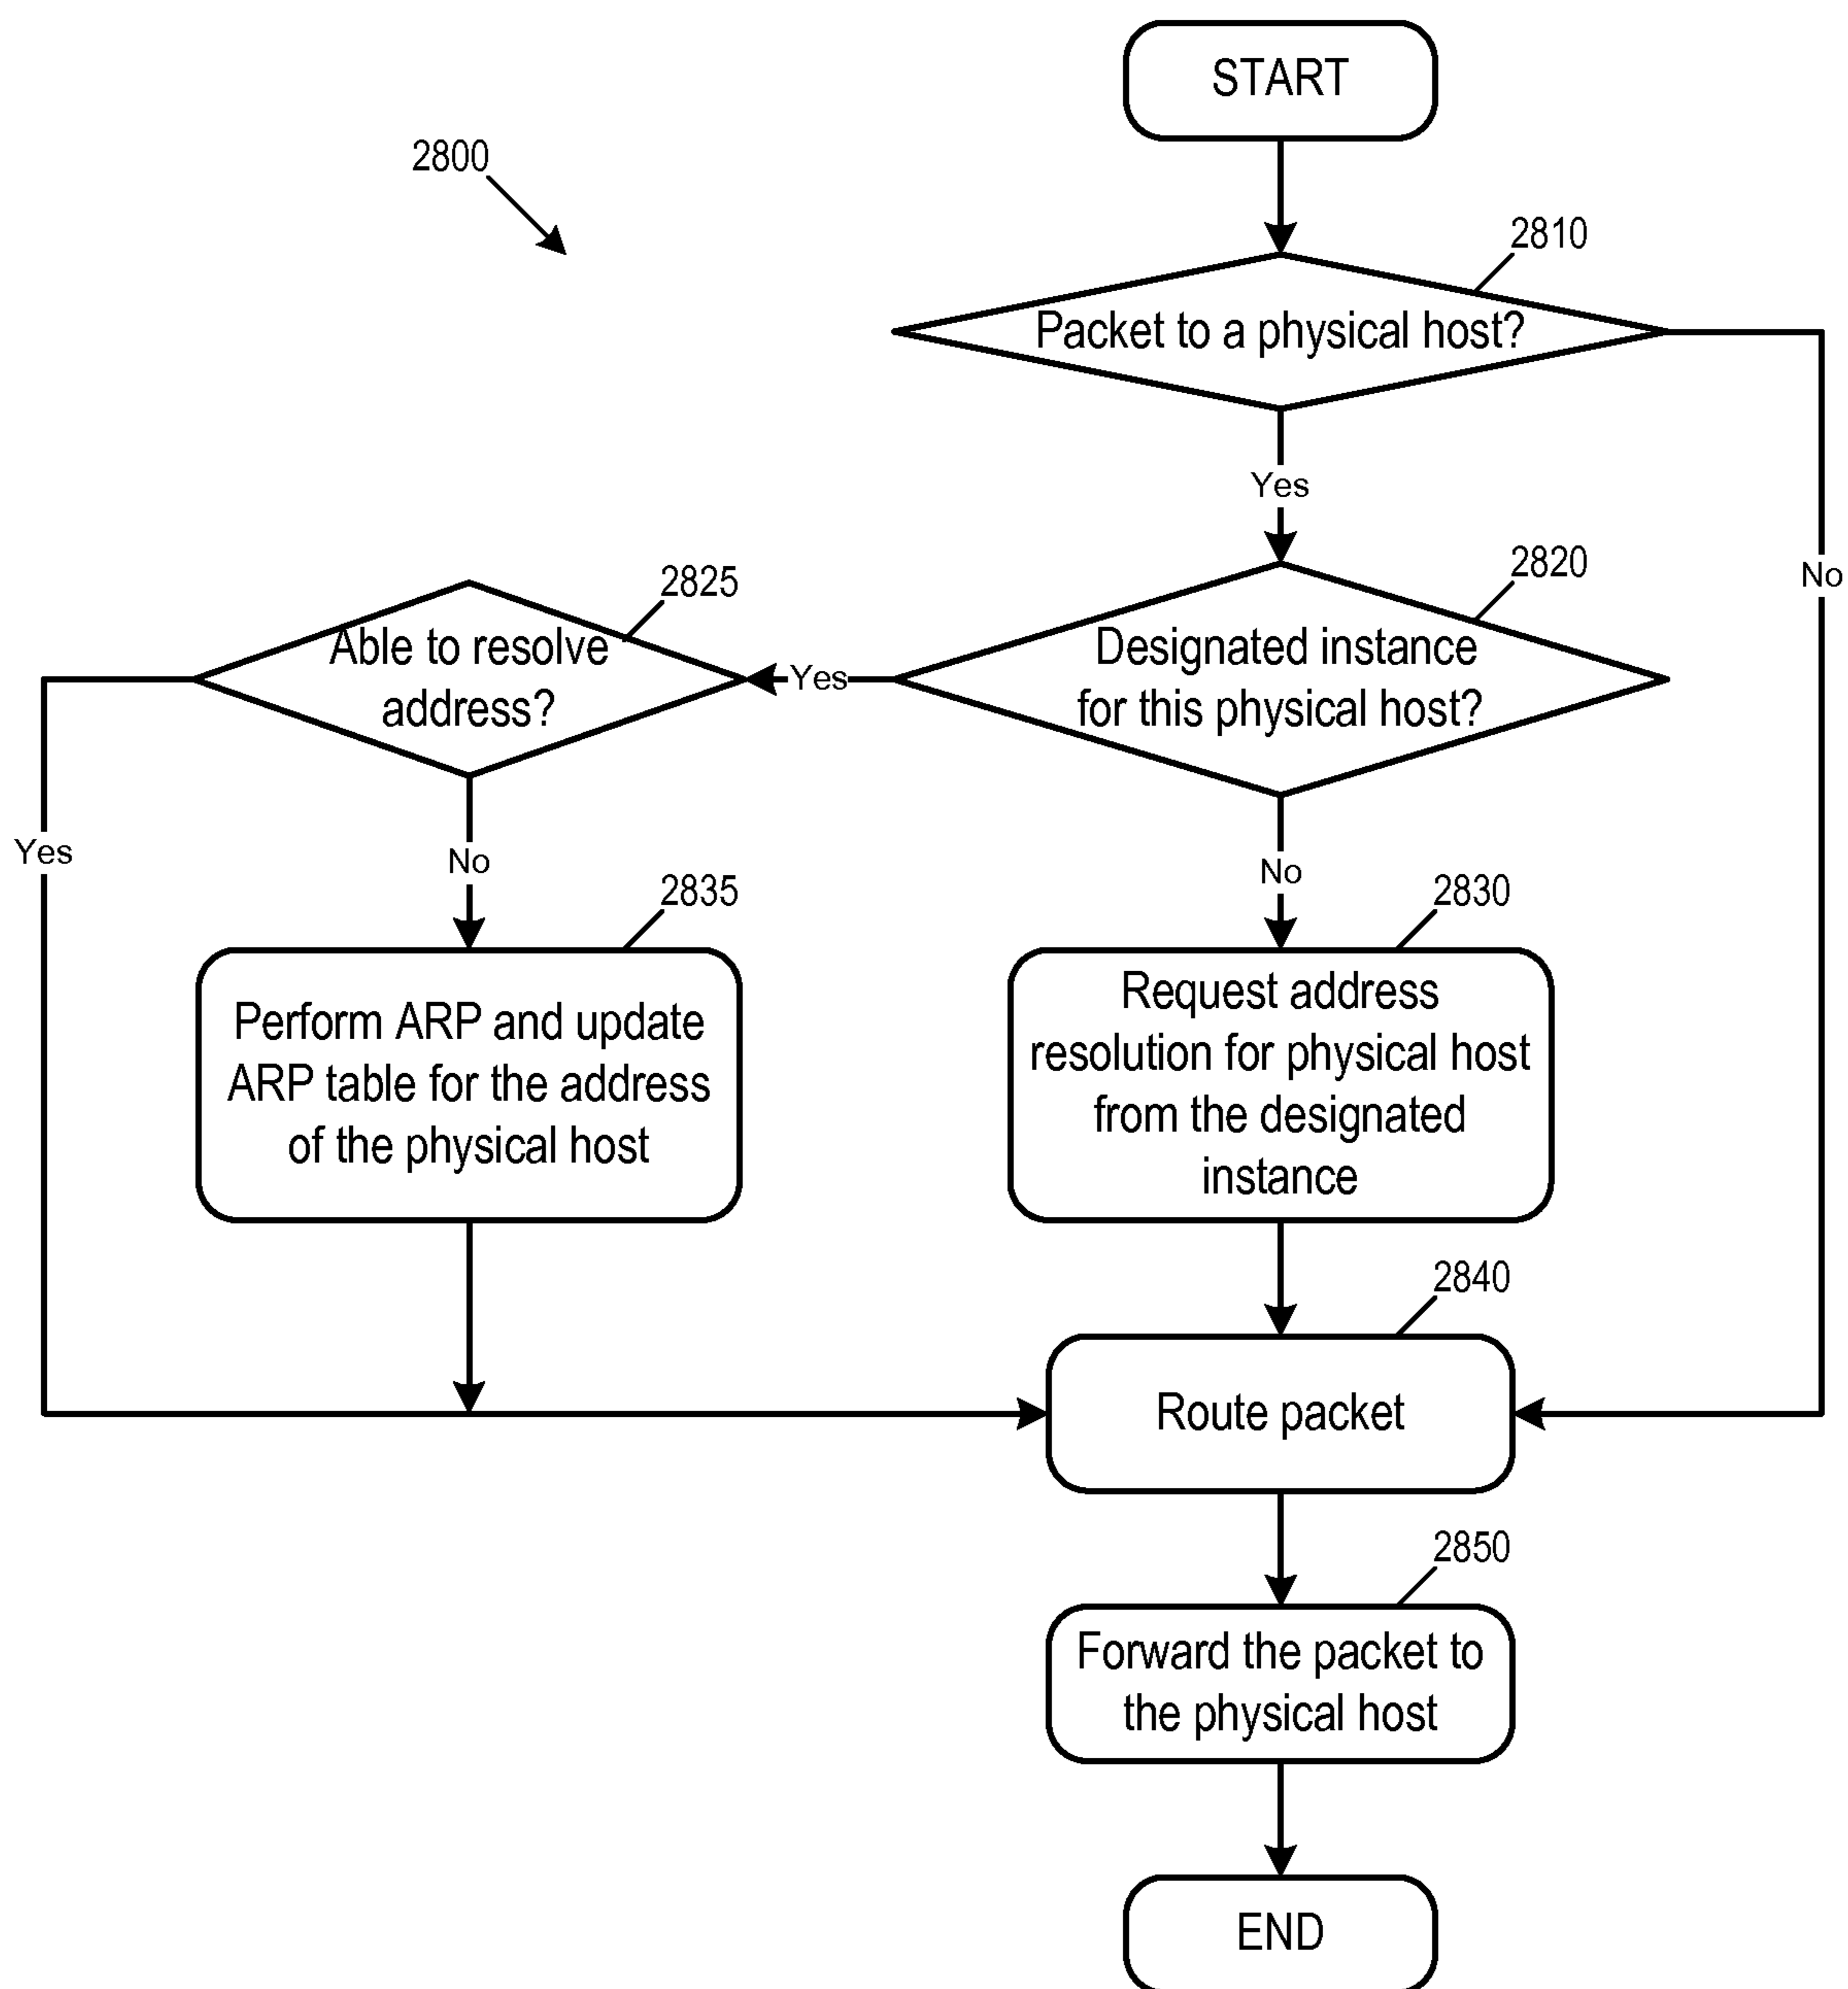 START
2800
2810
Packet to a physical host?
Yes
No
2825
2820
Able to resolve
address?
Yes
Designated instance
for this physical host?
Yes
No
No
2835
2830
Perform ARP and update
ARP table for the address
of the physical host
Request address
resolution for physical host
from the designated
instance
2840
Route packet
2850
Forward the packet to
the physical host
END